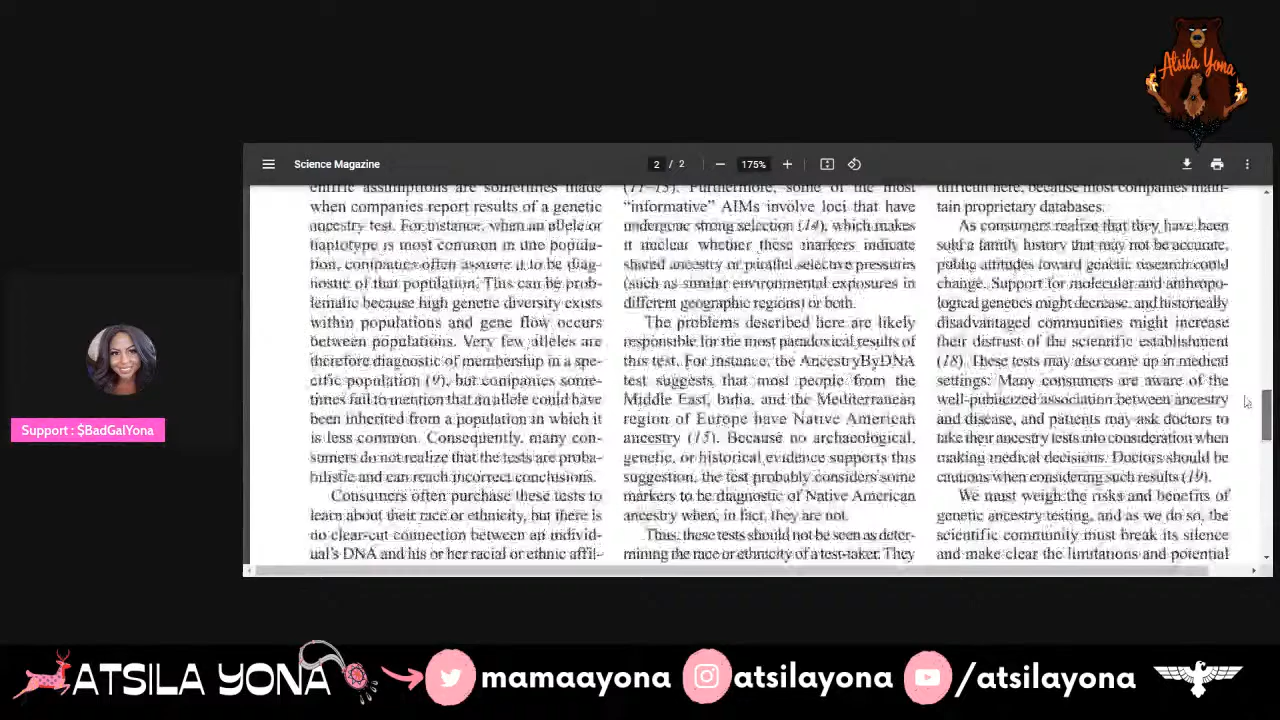 Atsila Yona
Science Magazine
2 / 2
175%
entific assumptions are sometimes made
when companies report results of a genetic
ancestry test. For instance, when an allele or
haplotype is most common in one popula-
tion, companies often assume it to be diag-
nostic of that population. This can be prob-
lematic because high genetic diversity exists
within populations and gene flow occurs
between populations. Very few alleles are
therefore diagnostic of membership in a spe-
cific population (9), but companies some-
times fail to mention that an allele could have
been inherited from a population in which it
is less common. Consequently, many con-
sumers do not realize that the tests are proba-
bilistic and can reach incorrect conclusions.
Consumers often purchase these tests to
learn about their race or ethnicity, but there is
no clear-cut connection between an individ-
ual's DNA and his or her racial or ethnic affil-
(11–13). Furthermore, some of the most
"informative" AIMs involve loci that have
undergone strong selection (14), which makes
it unclear whether these markers indicate
shared ancestry or parallel selective pressures
(such as similar environmental exposures in
different geographic regions) or both.
The problems described here are likely
responsible for the most paradoxical results of
this test. For instance, the AncestryByDNA
test suggests that most people from the
Middle East, India, and the Mediterranean
region of Europe have Native American
ancestry (15). Because no archaeological,
genetic, or historical evidence supports this
suggestion, the test probably considers some
markers to be diagnostic of Native American
ancestry when, in fact, they are not.
Thus, these tests should not be seen as deter-
mining the race or ethnicity of a test-taker. They
difficult here, because most companies main-
tain proprietary databases.
As consumers realize that they have been
sold a family history that may not be accurate,
public attitudes toward genetic research could
change. Support for molecular and anthropo-
logical genetics might decrease, and historically
disadvantaged communities might increase
their distrust of the scientific establishment
(18). These tests may also come up in medical
settings: Many consumers are aware of the
well-publicized association between ancestry
and disease, and patients may ask doctors to
take their ancestry tests into consideration when
making medical decisions. Doctors should be
cautious when considering such results (19).
We must weigh the risks and benefits of
genetic ancestry testing, and as we do so, the
scientific community must break its silence
and make clear the limitations and potential
Support : $BadGalYona
ATSILA YONA
mamaayona
atsilayona
/atsilayona